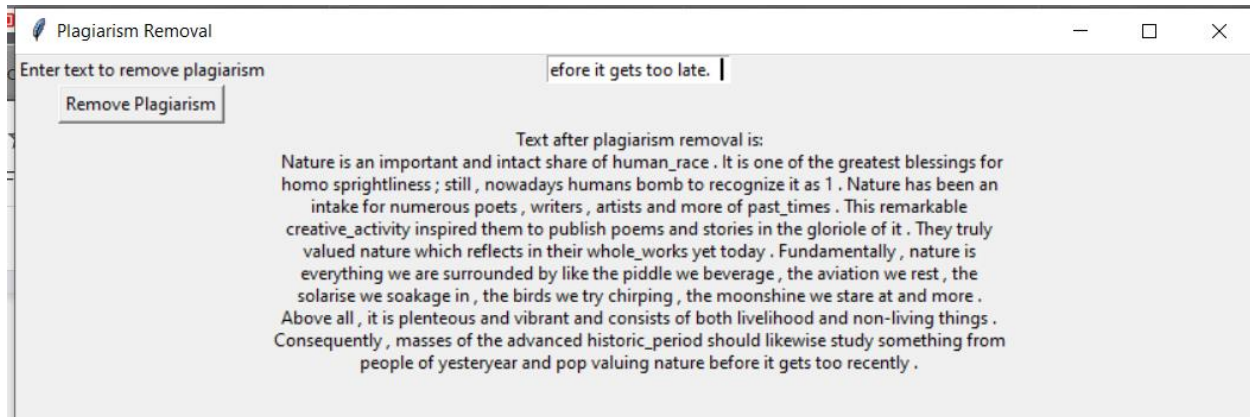 Plagiarism Removal
Enter text to remove plagiarism efore it gets too late.
Remove Plagiarism
Text after plagiarism removal is:
Nature is an important and intact share of human_race . It is one of the greatest blessings for
homo sprightliness ; still , nowadays humans bomb to recognize it as 1 . Nature has been an
intake for numerous poets , writers , artists and more of past_times . This remarkable
creative_activity inspired them to publish poems and stories in the gloriole of it . They truly
valued nature which reflects in their whole_works yet today . Fundamentally , nature is
everything we are surrounded by like the piddle we beverage , the aviation we rest , the
solarise we soakage in , the birds we try chirping , the moonshine we stare at and more .
Above all , it is plenteous and vibrant and consists of both livelihood and non-living things .
Consequently , masses of the advanced historic_period should likewise study something from
people of yesteryear and pop valuing nature before it gets too recently .